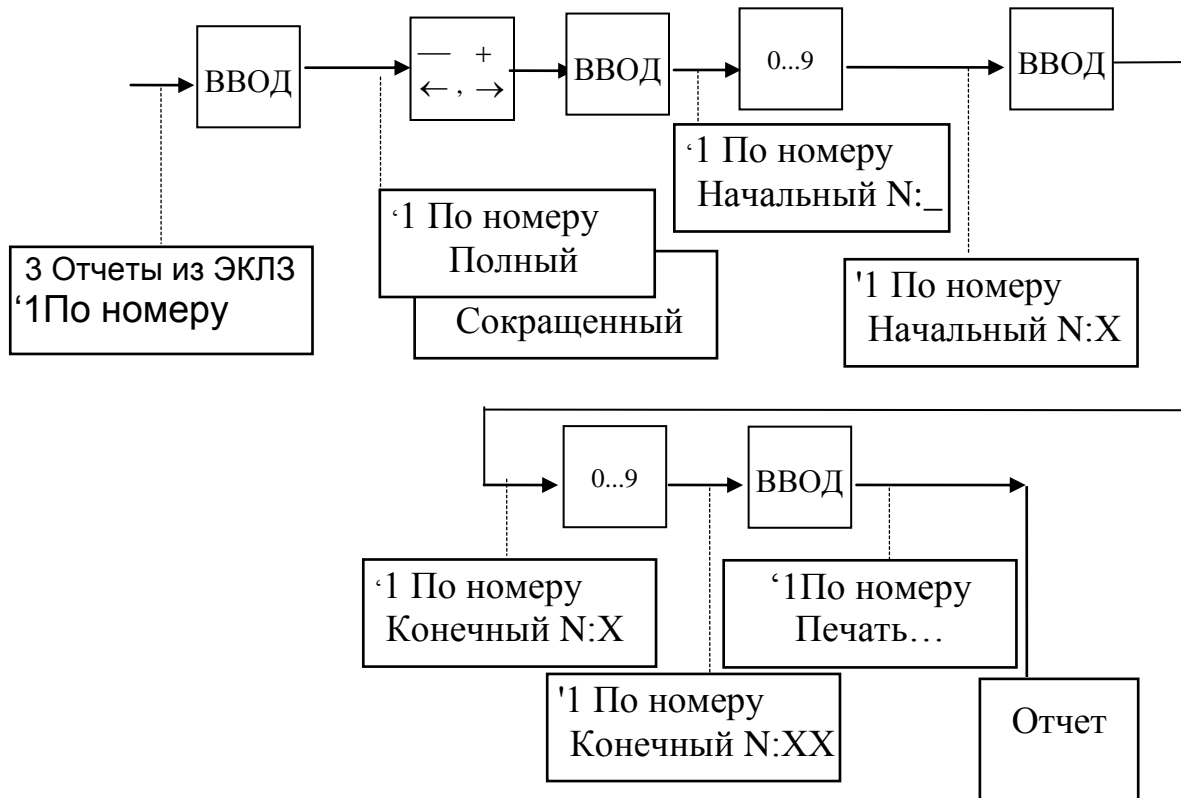 ВВОД
— +
← , →
ВВОД
0...9
ВВОД
‘1 По номеру
Начальный N:_
‘1 По номеру
Полный
Сокращенный
3 Отчеты из ЭКЛЗ
‘1По номеру
'1 По номеру
Начальный N:X
0...9
ВВОД
‘1 По номеру
Конечный N:X
‘1По номеру
Печать…
'1 По номеру
Конечный N:XX
Отчет